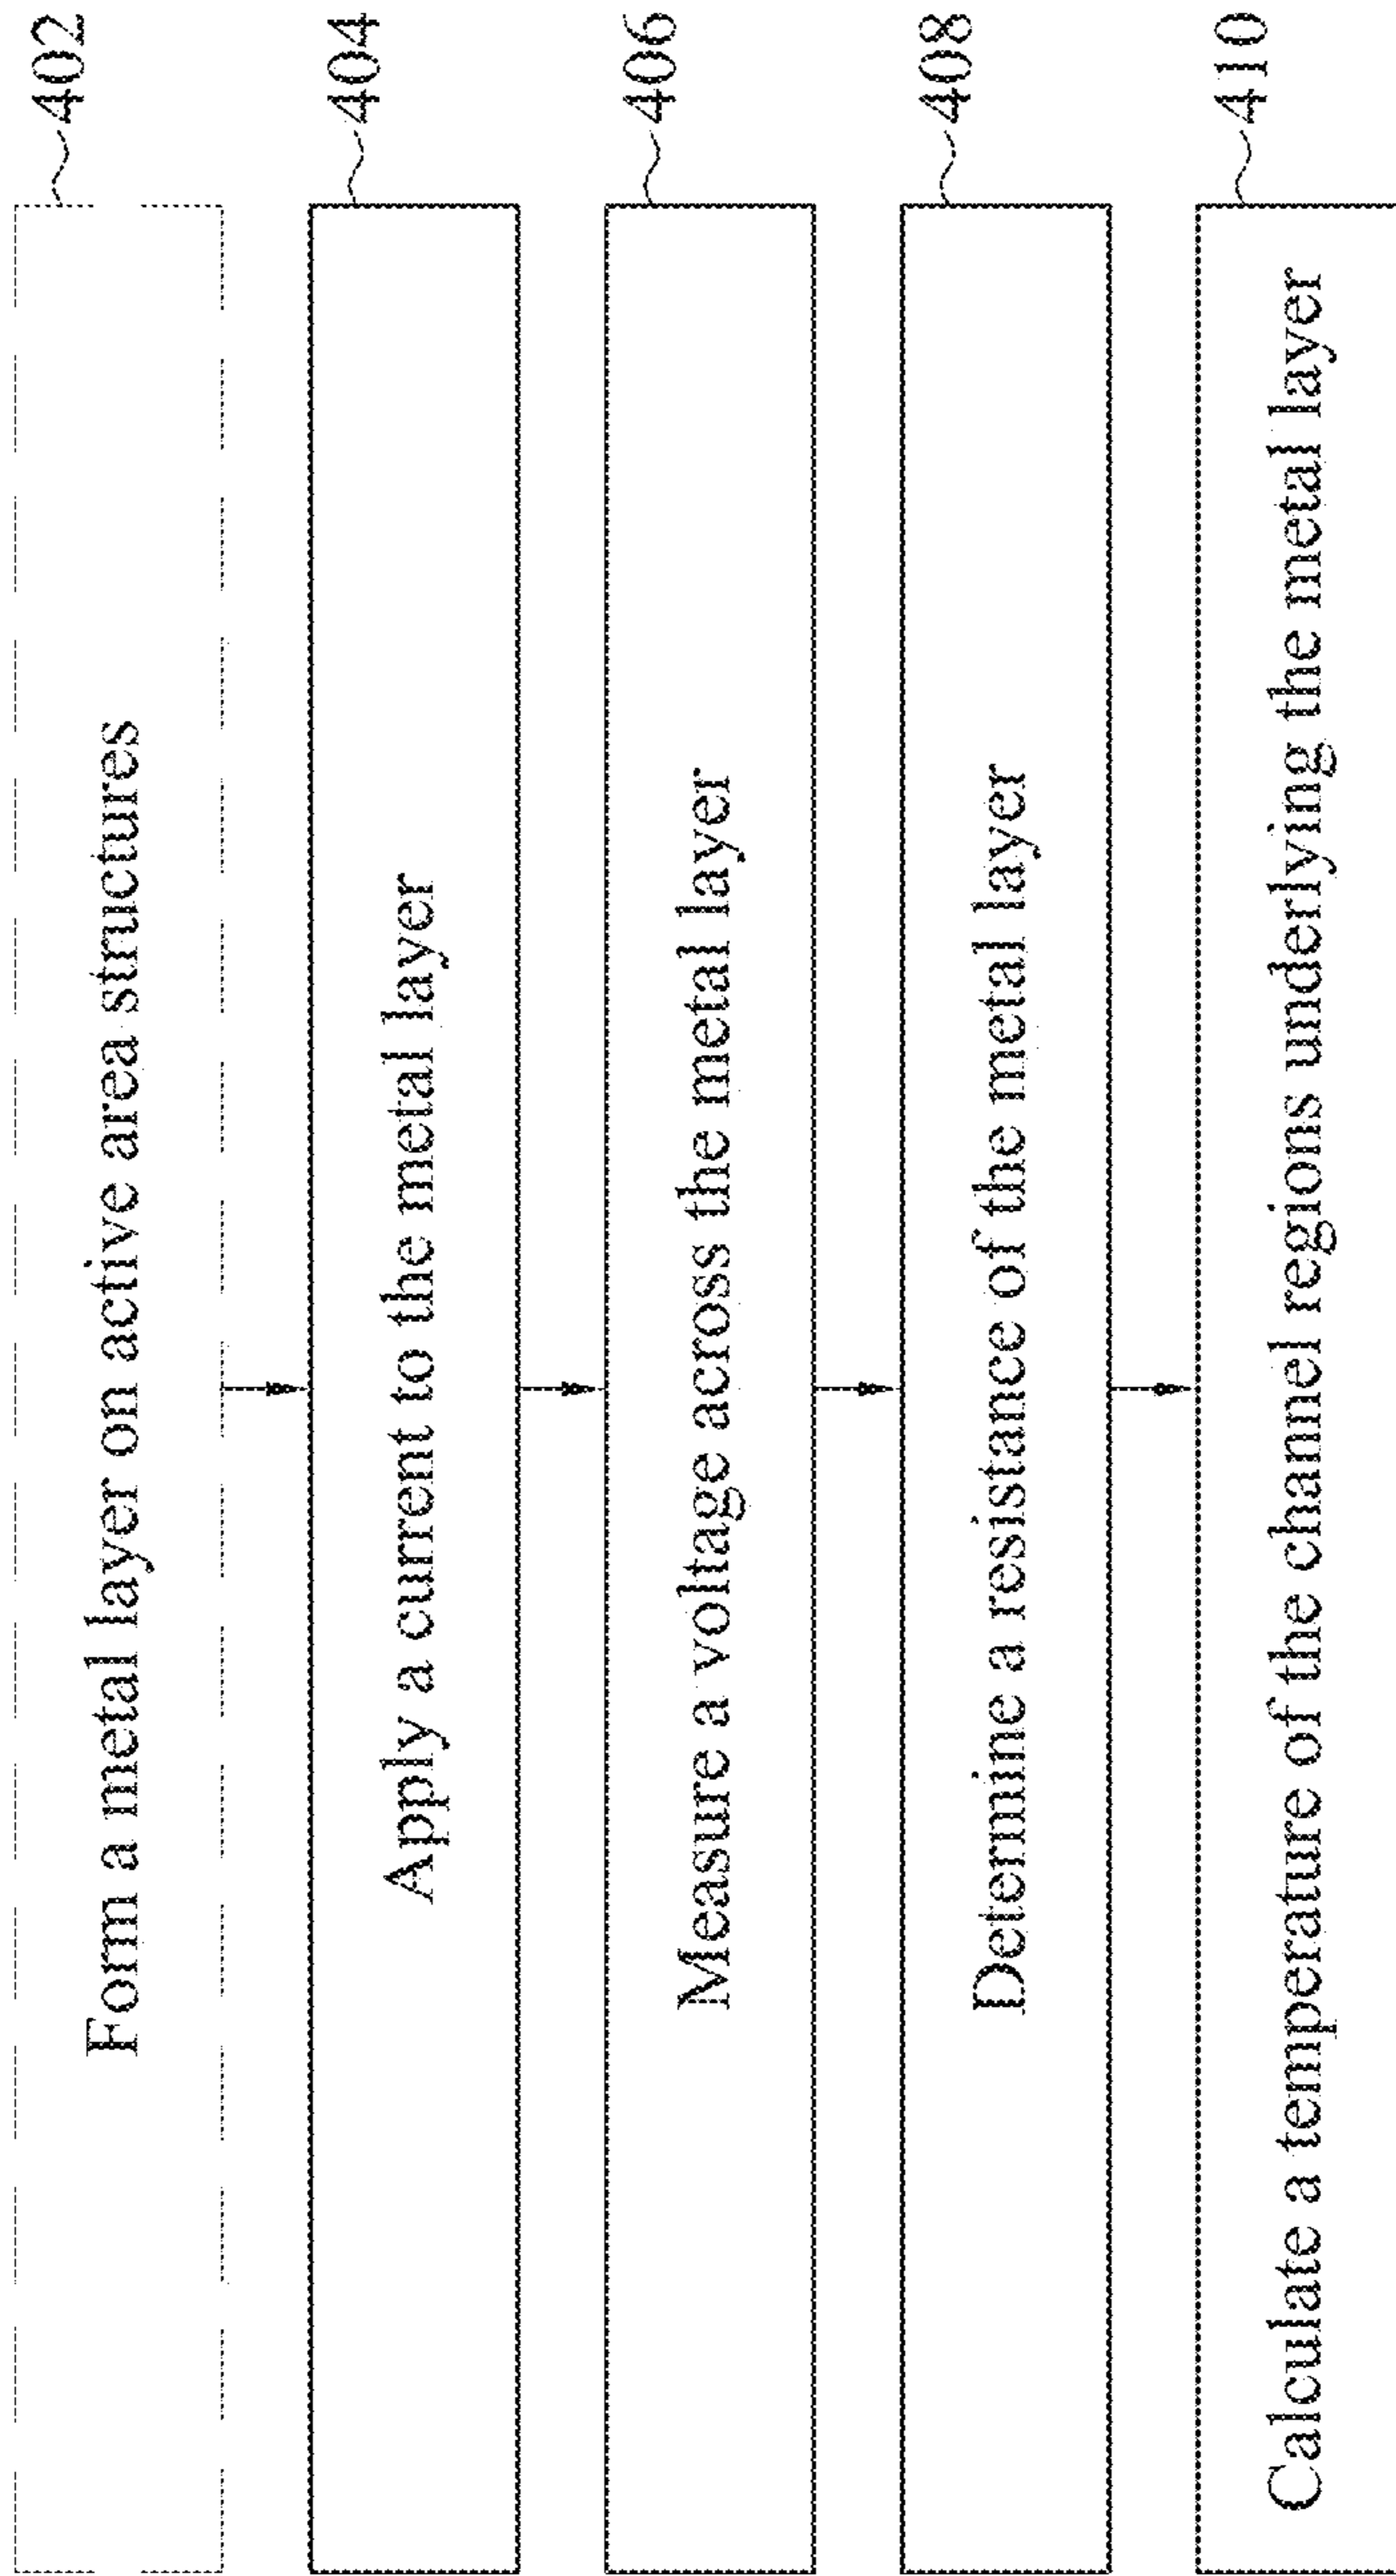 Form a metal layer on active area structures
402
Apply a current to the metal layer
404
Measure a voltage across the metal layer
406
Determine a resistance of the metal layer
408
Calculate a temperature of the channel regions underlying the metal layer
410